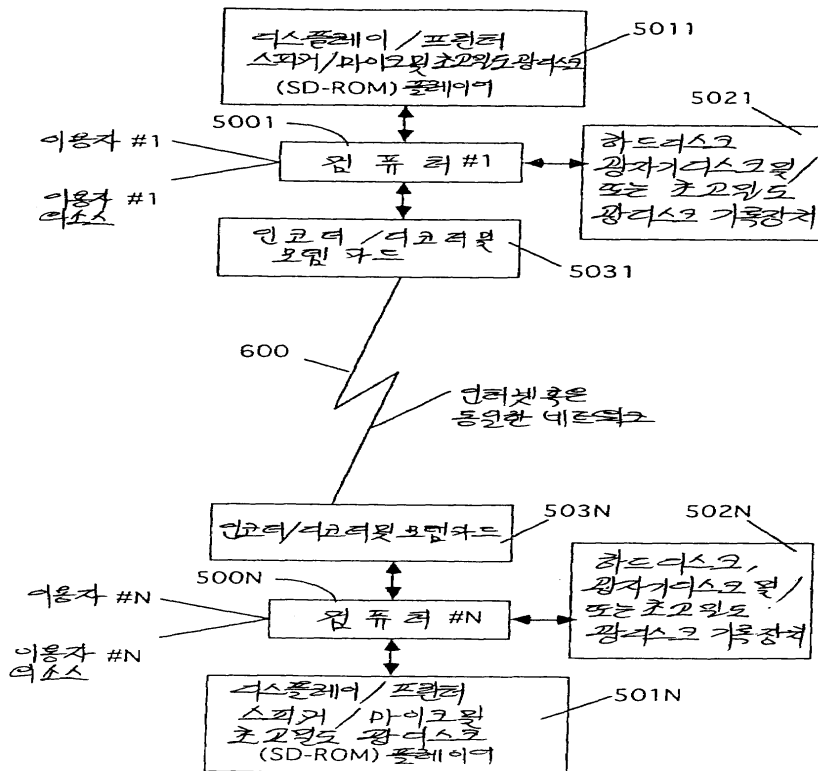 디스플레이/프린터
스피커/마이크및 초고밀도광디스크
(SD-ROM) 플레이어
5011
5001
5021
이용자 #1
컴퓨터 #1
하드디스크
광자기디스크 및/
또는 초고밀도
광디스크 기록장치
이용자 #1
리소스
인코더/디코더및
모뎀 카드
5031
600
인터넷 혹은
동일한 네트워크
인코더/디코더및 모뎀카드
503N
502N
500N
하드디스크,
광자기디스크 및/
또는 초고밀도
광디스크 기록장치
이용자 #N
컴퓨터 #N
이용자 #N
리소스
디스플레이/프린터
스피커/마이크및
초고밀도 광디스크
(SD-ROM) 플레이어
501N